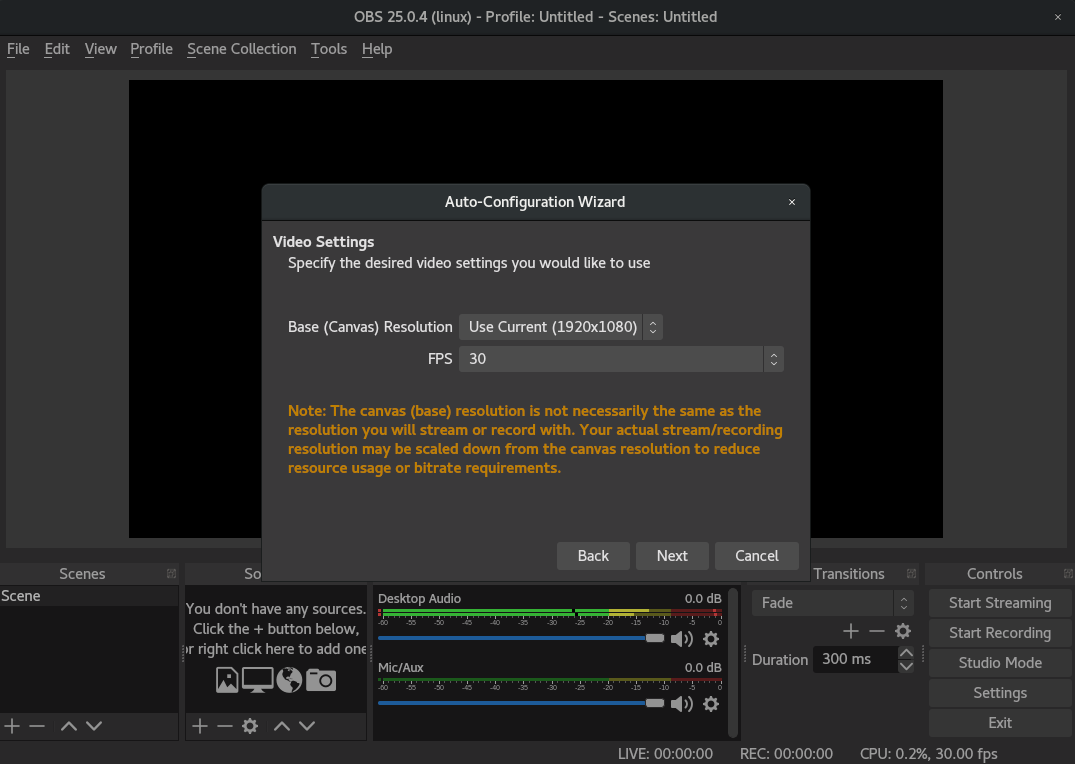 OBS 25.0.4 (linux) - Profile: Untitled - Scenes: Untitled
File Edit View Profile Scene Collection Tools Help
Auto-Configuration Wizard
Video Settings
Specify the desired video settings you would like to use
Base (Canvas) Resolution Use Current (1920x1080)
FPS 30
Note: The canvas (base) resolution is not necessarily the same as the
resolution you will stream or record with. Your actual stream/recording
resolution may be scaled down from the canvas resolution to reduce
resource usage or bitrate requirements.
Back Next Cancel
Scenes
Scene
So
You don't have any sources.
Click the + button below,
or right click here to add one
Desktop Audio 0.0 dB
-60 -55 -50 -45 -40 -35 -30 -25 -20 -15 -10 -5 0
Mic/Aux 0.0 dB
-60 -55 -50 -45 -40 -35 -30 -25 -20 -15 -10 -5 0
Transitions
Fade
Duration 300 ms
Controls
Start Streaming
Start Recording
Studio Mode
Settings
Exit
LIVE: 00:00:00 REC: 00:00:00 CPU: 0.2%, 30.00 fps